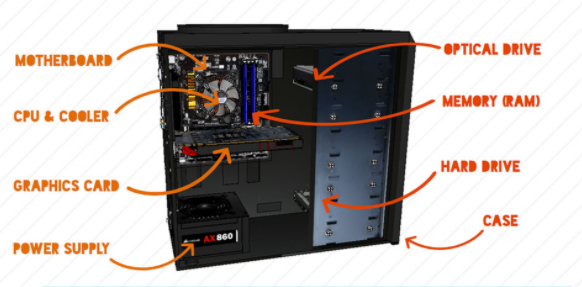 MOTHERBOARD
OPTICAL DRIVE
CPU & COOLER
MEMORY (RAM)
GRAPHICS CARD
HARD DRIVE
CASE
POWER SUPPLY
AX860